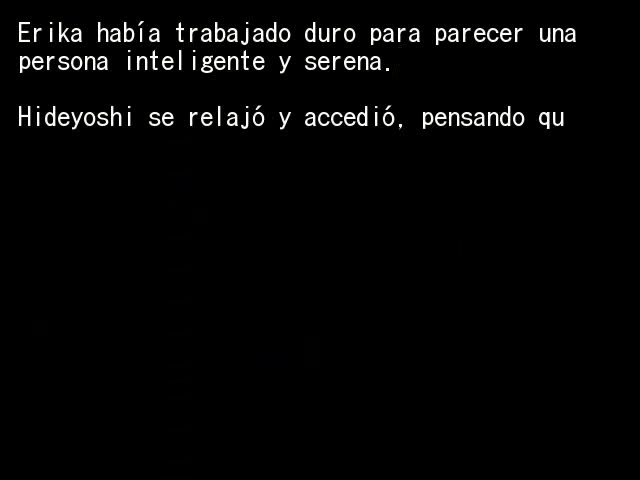 Erika había trabajado duro para parecer una
persona inteligente y serena.
Hideyoshi se relajó y accedió, pensando qu